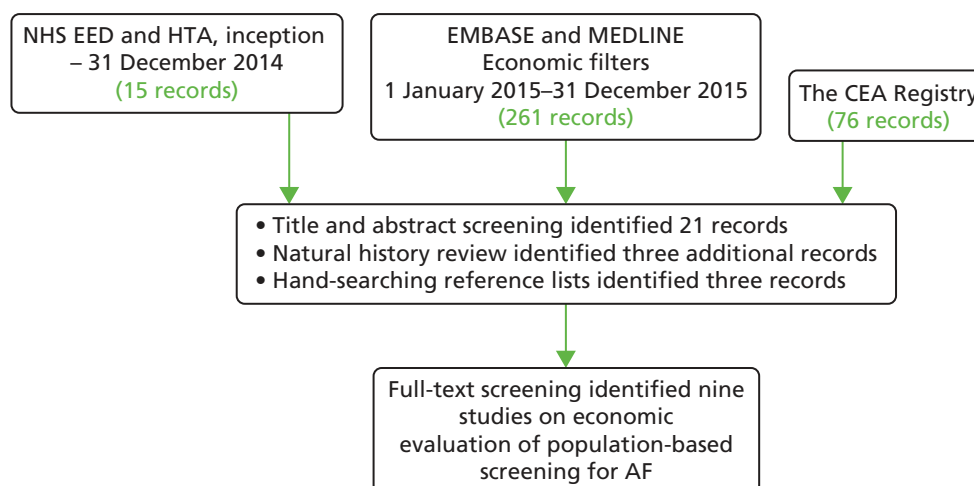 NHS EED and HTA, inception
– 31 December 2014
(15 records)
EMBASE and MEDLINE
Economic filters
1 January 2015–31 December 2015
(261 records)
The CEA Registry
(76 records)
• Title and abstract screening identified 21 records
• Natural history review identified three additional records
• Hand-searching reference lists identified three records
Full-text screening identified nine
studies on economic
evaluation of population-based
screening for AF